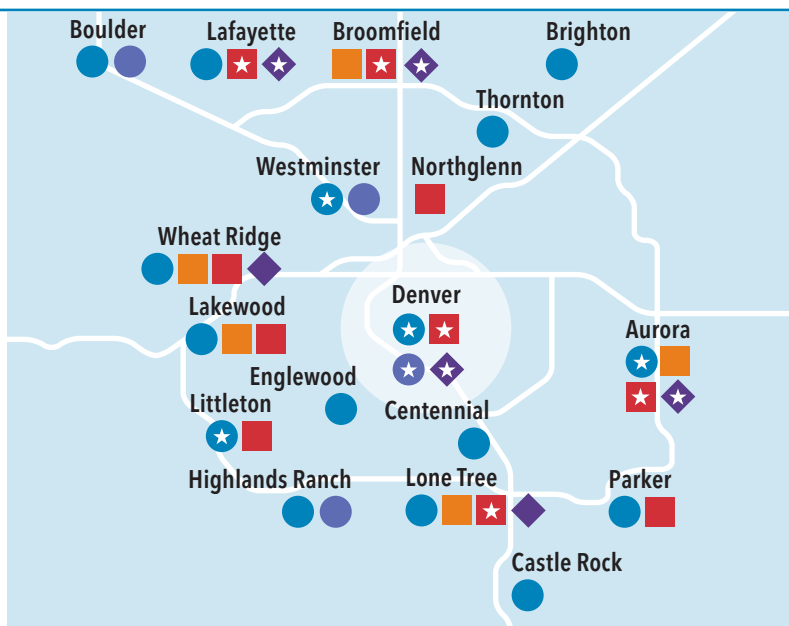 Boulder
Lafayette
Broomfield
Brighton
Thornton
Westminster
Northglenn
Wheat Ridge
Denver
Lakewood
Aurora
Englewood
Littleton
Centennial
Highlands Ranch
Lone Tree
Parker
Castle Rock